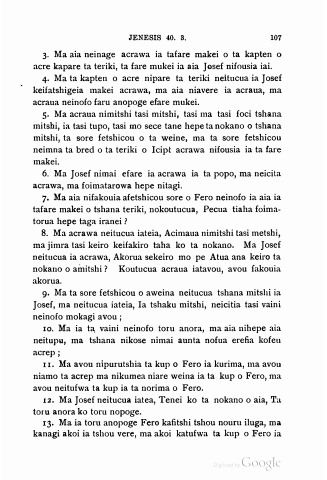 JENESIS 40. 3. 107
3. Ma aia neinage acrawa ia tafare makei o ta kapten o
acre kapare ta teriki, ta fare mukei ia aia Josef nifousia iai.
4. Ma ta kapten o acre nipare ta teriki neitucua ia Josef
keifatshigeia makei acrawa, ma aia niavere ia acraua, ma
acraua neinofo faru anopoge efare mukei.
5. Ma acraua nimitshi tasi mitshi, tasi ma tasi foci tshana
mitshi, ia tasi tupo, tasi mo sece tane hepeta nokano o tshana
mitshi, ta sore fetshicou o ta weine, ma ta sore fetshicou
neimna ta bred o ta teriki o Icipt acrawa nifousia ia ta fare
makei.
6. Ma Josef nimai efare ia acrawa ia ta popo, ma neicita
acrawa, ma foimatarowa hepe nitagi.
7. Ma aia nifakouia afetshicou sore o Fero neinofo ia aia ia
tafare makei o tshana teriki, nokoutucua, Pecua tiaha foima-
torua hepe taga iranei ?
8. Ma acrawa neitucua iateia, Acimaua nimitshi tasi metshi,
ma jimra tasi keiro keifakiro taha ko ta nokano. Ma Josef
neitucua ia acrawa, Akorua sekeiro mo pe Atua ana keiro ta
nokano o amitshi ? Koutucua acraua iatavou, avou fakouia
akorua.
9. Ma ta sore fetshicou o aweina neitucua tshana mitshi ia
Josef, ma neitucua iateia, Ia tshaku mitshi, neicitia tasi vaini
neinofo mokagi avou ;
10. Ma ia ta vaini neinofo toru anora, ma aia nihepe aia
neitupu, ma tshana nikose nimai aunta nofua erefia kofeu
acrep ;
11. Ma avou nipurutshia ta kup o Fero ia kurima, ma avou
niamo ta acrep ma nikumea niare weina ia ta kup o Fero, ma
avou neitufwa ta kup ia ta norima o Fero.
12. Ma Josef neitucua iatea, Tenei ko ta nokano o aia, Ta
toru anora ko toru nopoge.
13. Ma ia toru anopoge Fero kafitshi tshou nouru iluga, ma
kanagi akoi ia tshou vere, ma akoi katufwa ta kup o Fero ia
Digitized by Google